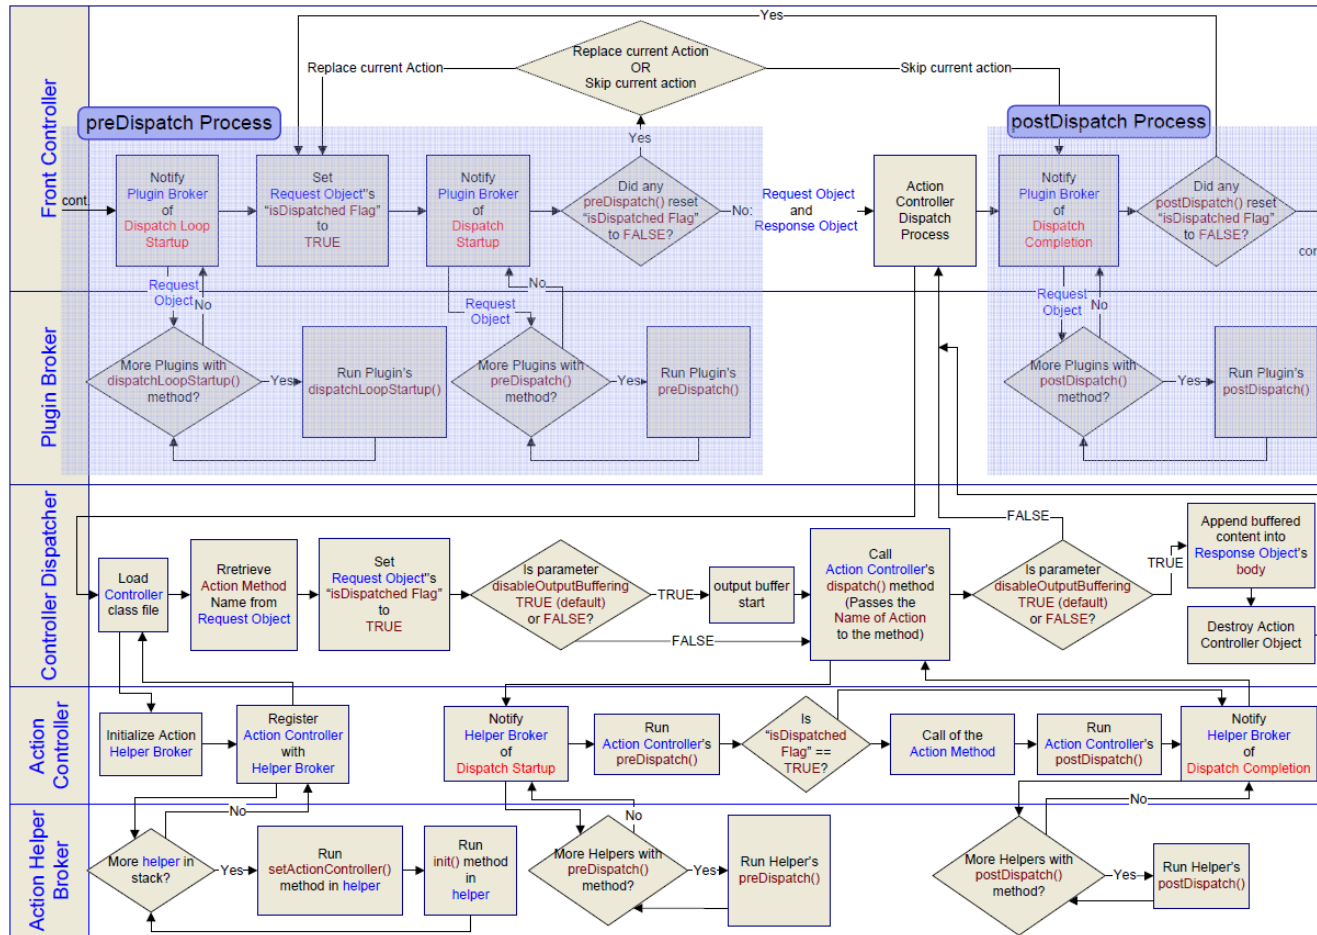 Front Controller
Yes
Replace current Action
OR
Skip current action
Replace current Action
Skip current action
preDispatch Process
postDispatch Process
Yes
cont.
Notify
Plugin Broker
of
Dispatch Loop
Startup
Set
Request Object"s
"isDispatched Flag"
to
TRUE
Notify
Plugin Broker
of
Dispatch
Startup
Did any
preDispatch() reset
"isDispatched Flag"
to FALSE?
No:
Request Object
and
Response Object
Action
Controller
Dispatch
Process
Notify
Plugin Broker
of
Dispatch
Completion
Did any
postDispatch() reset
"isDispatched Flag"
to FALSE?
con
Request
Object
No
Request
Object
No
Request
Object
No
Plugin Broker
More Plugins with
dispatchLoopStartup()
method?
Yes
Run Plugin's
dispatchLoopStartup()
More Plugins with
preDispatch()
method?
Yes
Run Plugin's
preDispatch()
More Plugins with
postDispatch()
method?
Yes
Run Plugin's
postDispatch()
Controller Dispatcher
Load
Controller
class file
Rretrieve
Action Method
Name from
Request Object
Set
Request Object"s
"isDispatched Flag"
to
TRUE
Is parameter
disableOutputBuffering
TRUE (default)
or FALSE?
TRUE
FALSE
output buffer
start
Call
Action Controller's
dispatch() method
(Passes the
Name of Action
to the method)
FALSE
Is parameter
disableOutputBuffering
TRUE (default)
or FALSE?
TRUE
Append buffered
content into
Response Object's
body
Destroy Action
Controller Object
Action
Controller
Initialize Action
Helper Broker
Register
Action Controller
with
Helper Broker
Notify
Helper Broker
of
Dispatch Startup
Run
Action Controller's
preDispatch()
Is
"isDispatched
Flag" ==
TRUE?
Call of the
Action Method
Run
Action Controller's
postDispatch()
Notify
Helper Broker
of
Dispatch Completion
Action Helper
Broker
No
More helper in
stack?
Yes
Run
setActionController()
method in helper
Run
init() method
in
helper
No
More Helpers with
preDispatch()
method?
Yes
Run Helper's
preDispatch()
No
More Helpers with
postDispatch()
method?
Yes
Run Helper's
postDispatch()